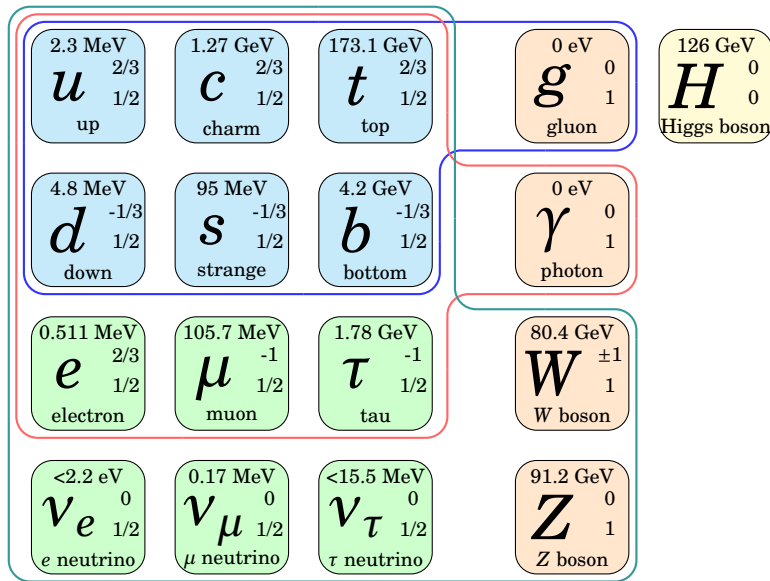 2.3 MeV
2/3
u 1/2
up
1.27 GeV
2/3
c 1/2
charm
173.1 GeV
2/3
t 1/2
top
0 eV
0
g 1
gluon
126 GeV
0
H 0
Higgs boson
4.8 MeV
-1/3
d 1/2
down
95 MeV
-1/3
s 1/2
strange
4.2 GeV
-1/3
b 1/2
bottom
0 eV
0
γ 1
photon
0.511 MeV
2/3
e 1/2
electron
105.7 MeV
-1
μ 1/2
muon
1.78 GeV
-1
τ 1/2
tau
80.4 GeV
±1
W 1
W boson
<2.2 eV
0
νe 1/2
e neutrino
0.17 MeV
0
νμ 1/2
μ neutrino
<15.5 MeV
0
ντ 1/2
τ neutrino
91.2 GeV
0
Z 1
Z boson